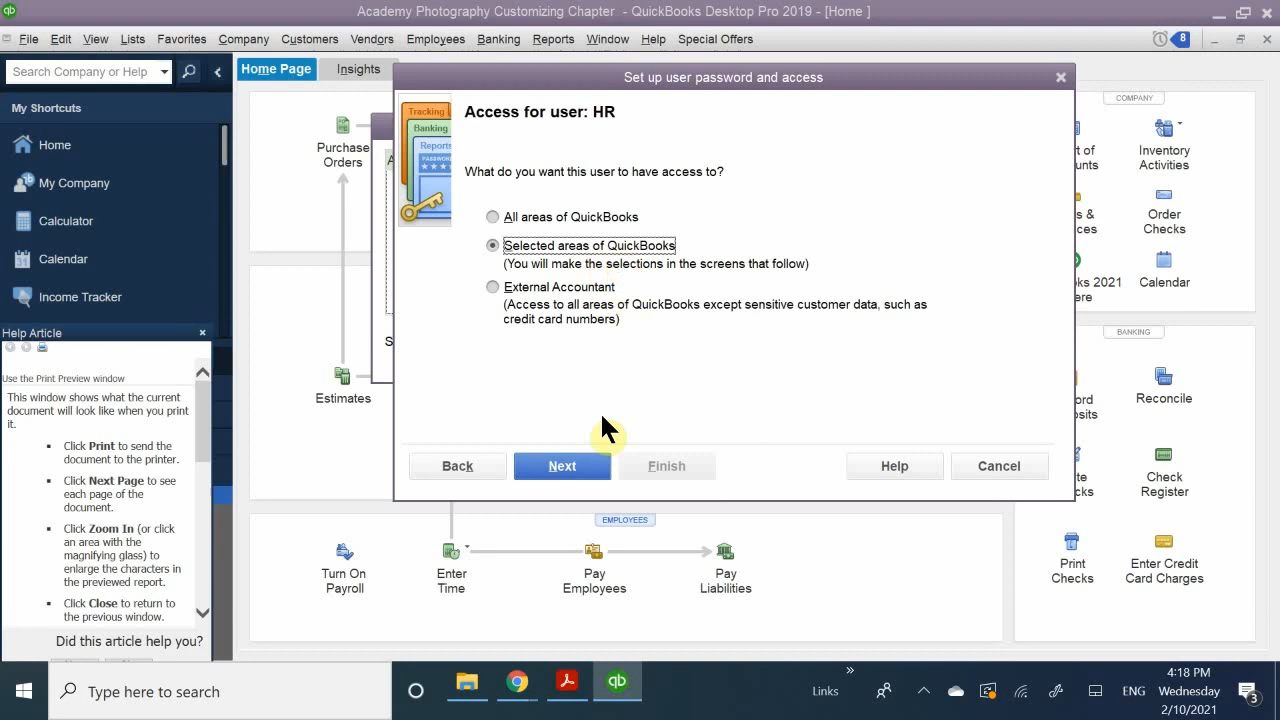 Academy Photography Customizing Chapter - QuickBooks Desktop Pro 2019 - [Home ]
File Edit View Lists Favorites Company Customers Vendors Employees Banking Reports Window Help Special Offers
8
Search Company or Help
Home Page
Insights
My Shortcuts
Home
My Company
Calculator
Calendar
Income Tracker
Help Article
Use the Print Preview window
This window shows what the current
document will look like when you print
it.
Click Print to send the
document to the printer.
Click Next Page to see
each page of the
document.
Click Zoom In (or click
an area with the
magnifying glass) to
enlarge the characters in
the previewed report.
Click Close to return to
the previous window.
Did this article help you?
Purchase
Orders
Estimates
Set up user password and access
Tracking
Banking
Reports
PASSWORD
Access for user: HR
What do you want this user to have access to?
All areas of QuickBooks
Selected areas of QuickBooks
(You will make the selections in the screens that follow)
External Accountant
(Access to all areas of QuickBooks except sensitive customer data, such as
credit card numbers)
Back
Next
Finish
Help
Cancel
EMPLOYEES
Turn On
Payroll
Enter
Time
Pay
Employees
Pay
Liabilities
COMPANY
Inventory
Activities
Order
Checks
2021
Calendar
BANKING
Reconcile
Check
Register
Print
Checks
Enter Credit
Card Charges
qb
Type here to search
Links
ENG
4:18 PM
Wednesday
2/10/2021
3